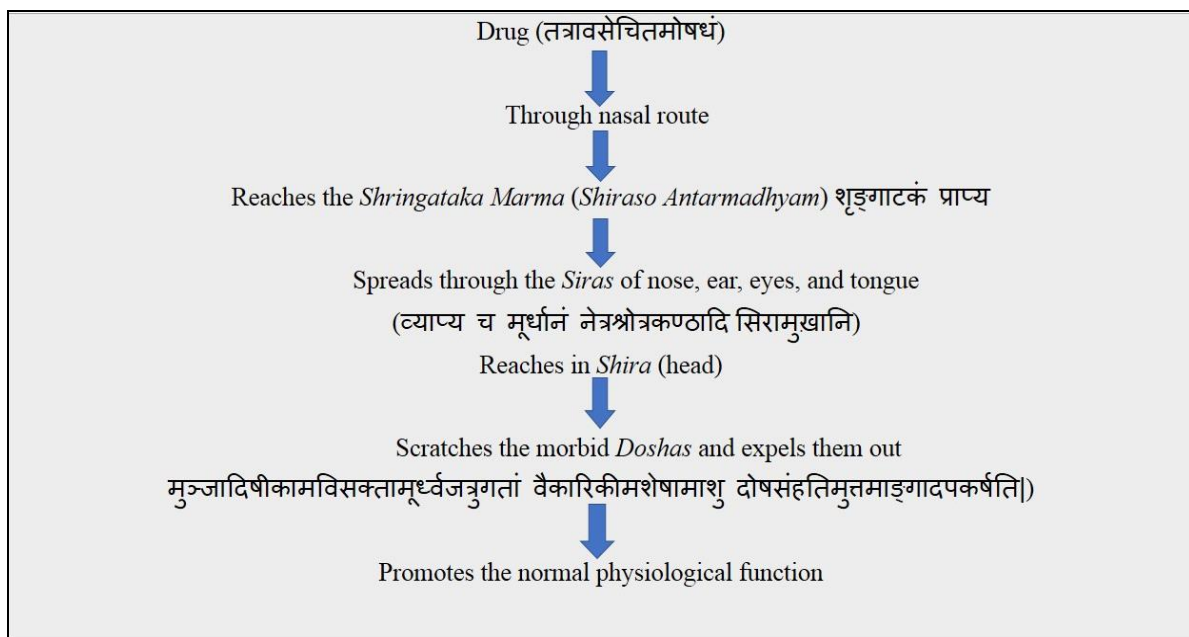 Drug (तत्रावसेचितमोषधं)
Through nasal route
Reaches the Shringataka Marma (Shiraso Antarmadhyam) शृङ्गाटकं प्राप्य
Spreads through the Siras of nose, ear, eyes, and tongue
(व्याप्य च मूर्धानं नेत्रश्रोत्रकण्ठादि सिरामुख़ानि)
Reaches in Shira (head)
Scratches the morbid Doshas and expels them out
मुञ्जादिषीकामविसक्तामूर्ध्वजत्रुगतां वैकारिकीमशेषामाशु दोषसंहतिमुत्तमाङ्गादपकर्षति|)
Promotes the normal physiological function